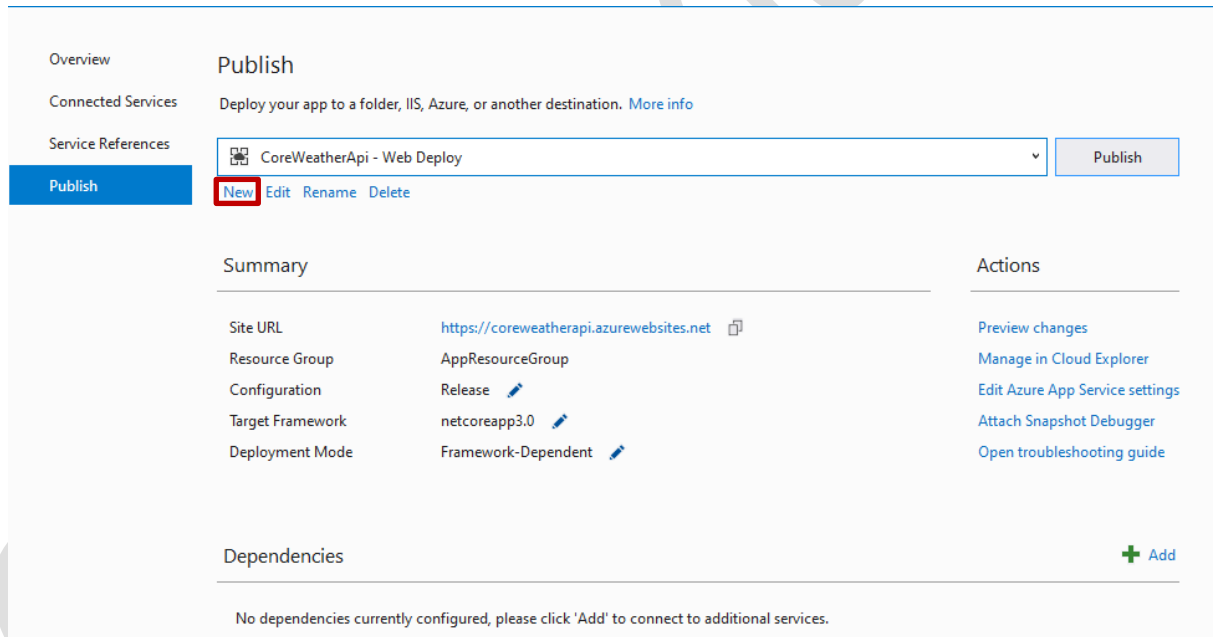 Overview
Connected Services
Service References
Publish
Publish
Deploy your app to a folder, IIS, Azure, or another destination. More info
CoreWeatherApi - Web Deploy
Publish
New Edit Rename Delete
Summary
Site URL https://coreweatherapi.azurewebsites.net
Resource Group AppResourceGroup
Configuration Release
Target Framework netcoreapp3.0
Deployment Mode Framework-Dependent
Actions
Preview changes
Manage in Cloud Explorer
Edit Azure App Service settings
Attach Snapshot Debugger
Open troubleshooting guide
Dependencies
Add
No dependencies currently configured, please click 'Add' to connect to additional services.